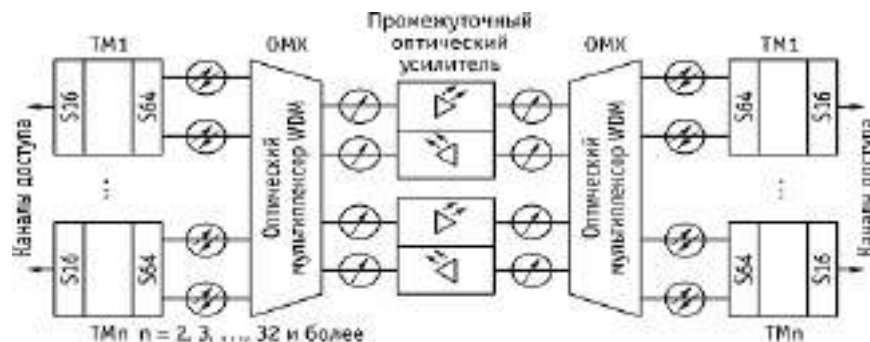 Промежуточный
оптический
усилитель
TM1
OMX
OMX
TM1
S16
S64
S64
S16
Каналы доступа
Оптический
мультиплексор WDM
Оптический
мультиплексор WDM
Каналы доступа
S16
S64
S64
S16
TMn n = 2, 3, ..., 32 и более
TMn